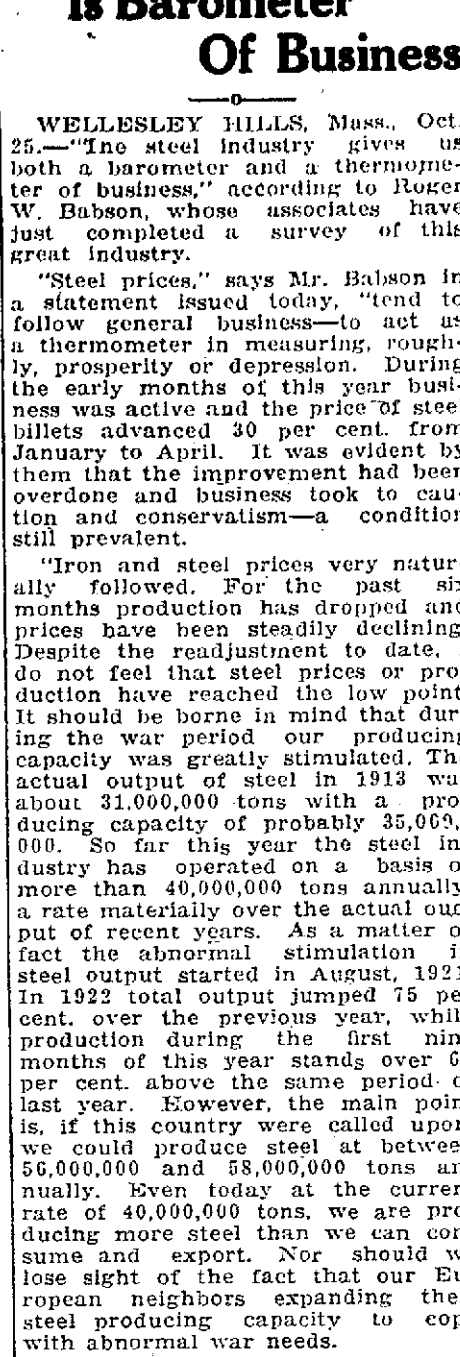 Is Barometer
Of Business
WELLESLEY HILLS, Mass., Oct.
25.—"The steel industry gives us
both a barometer and a thermome-
ter of business," according to Roger
W. Babson, whose associates have
just completed a survey of this
great industry.
"Steel prices," says Mr. Babson in
a statement issued today, "tend to
follow general business—to act as
a thermometer in measuring, rough-
ly, prosperity or depression. During
the early months of this year busi-
ness was active and the price of stee
billets advanced 30 per cent. from
January to April. It was evident by
them that the improvement had been
overdone and business took to cau-
tion and conservatism—a condition
still prevalent.
"Iron and steel prices very natur
ally followed. For the past six
months production has dropped and
prices have been steadily declining
Despite the readjustment to date,
do not feel that steel prices or pro
duction have reached the low point
It should be borne in mind that dur
ing the war period our producing
capacity was greatly stimulated. Th
actual output of steel in 1913 wa
about 31,000,000 tons with a pro
ducing capacity of probably 35,000,
000. So far this year the steel in
dustry has operated on a basis o
more than 40,000,000 tons annually
a rate materially over the actual out
put of recent years. As a matter o
fact the abnormal stimulation i
steel output started in August, 1921
In 1922 total output jumped 75 pe
cent. over the previous year, whil
production during the first nin
months of this year stands over 6
per cent. above the same period o
last year. However, the main poin
is, if this country were called upon
we could produce steel at betwee
56,000,000 and 58,000,000 tons an
nually. Even today at the curren
rate of 40,000,000 tons, we are pro
ducing more steel than we can con
sume and export. Nor should w
lose sight of the fact that our Eu
ropean neighbors expanding the
steel producing capacity to cop
with abnormal war needs.